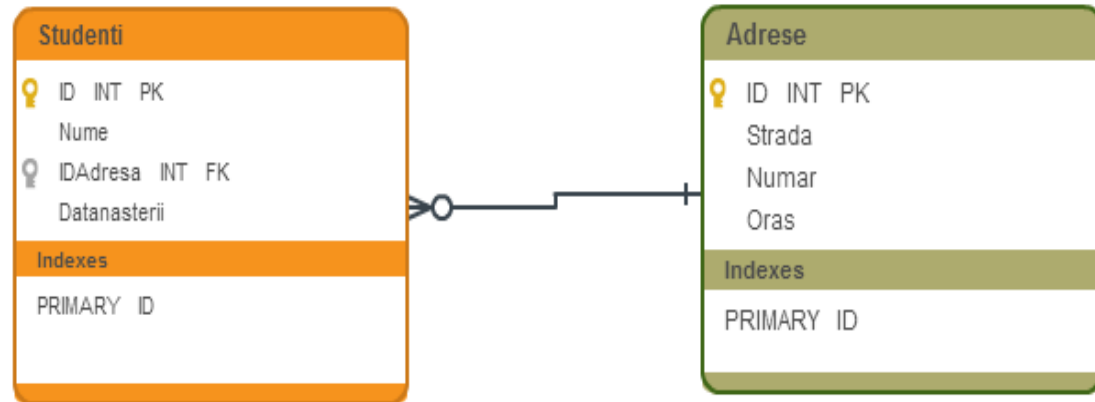 Studenti
ID INT PK
Nume
IDAdresa INT FK
Datanasterii
Indexes
PRIMARY ID
Adrese
ID INT PK
Strada
Numar
Oras
Indexes
PRIMARY ID